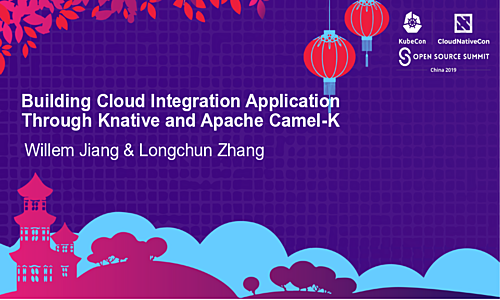 KubeCon
CloudNativeCon
OPEN SOURCE SUMMIT
China 2019
Building Cloud Integration Application
Through Knative and Apache Camel-K
Willem Jiang & Longchun Zhang